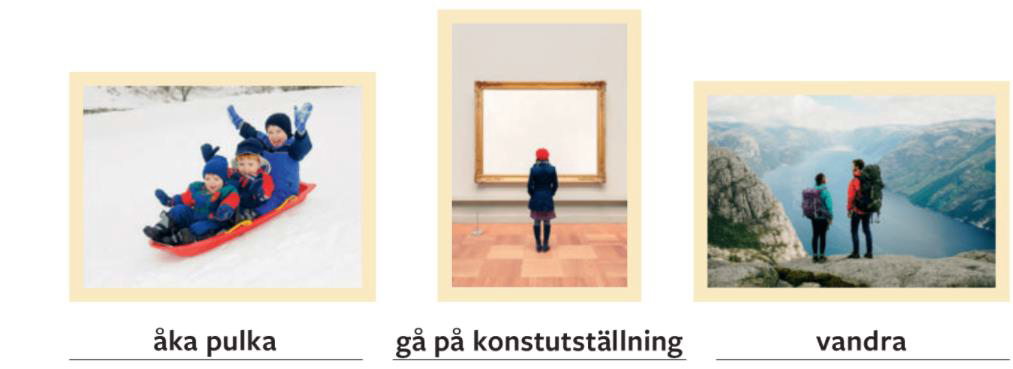 åka pulka
gå på konstutställning
vandra